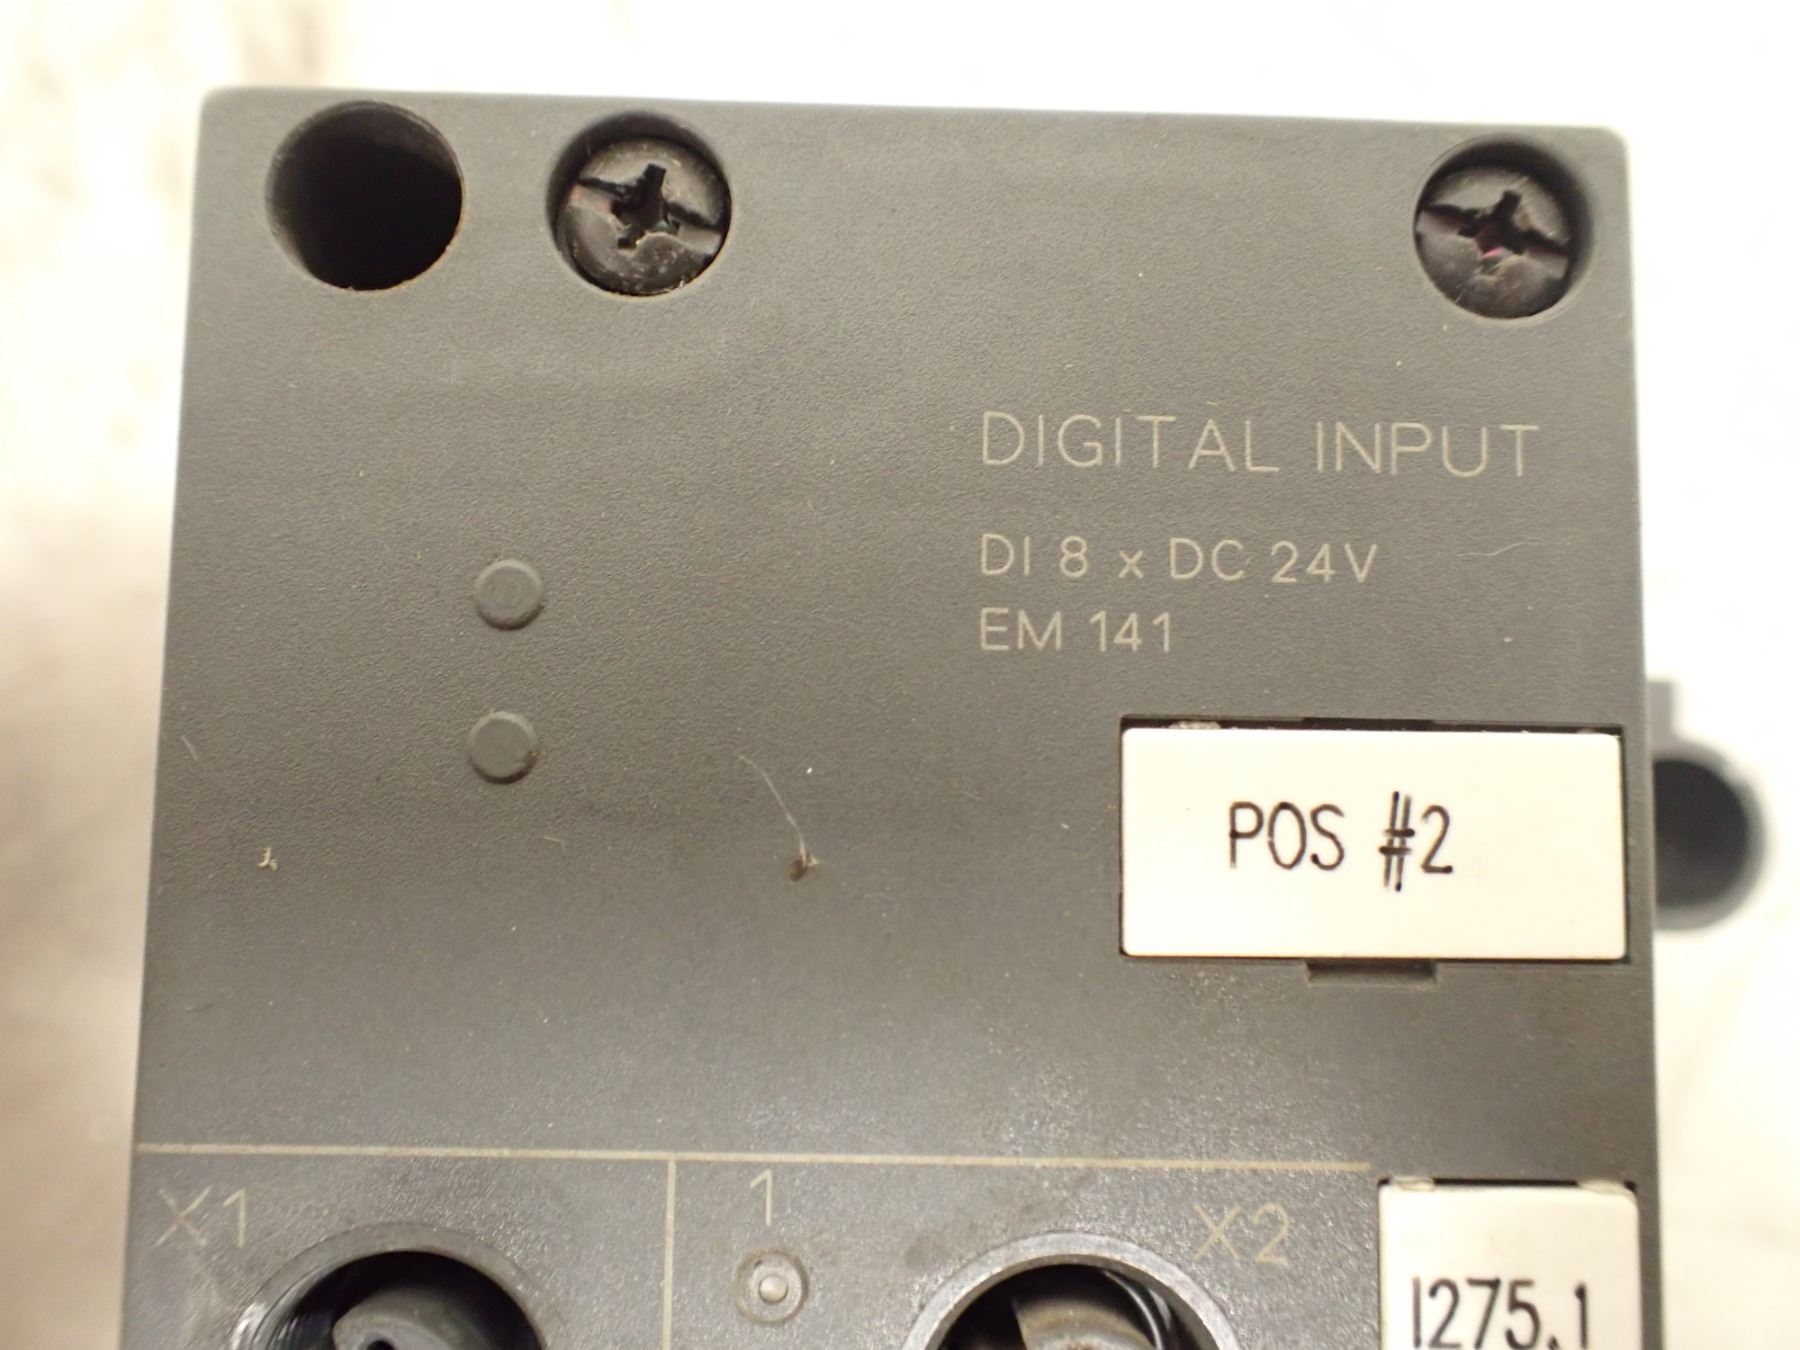 DIGITAL INPUT
DI 8 x DC 24V
EM 141
POS #2
X1
1
X2
I275.1